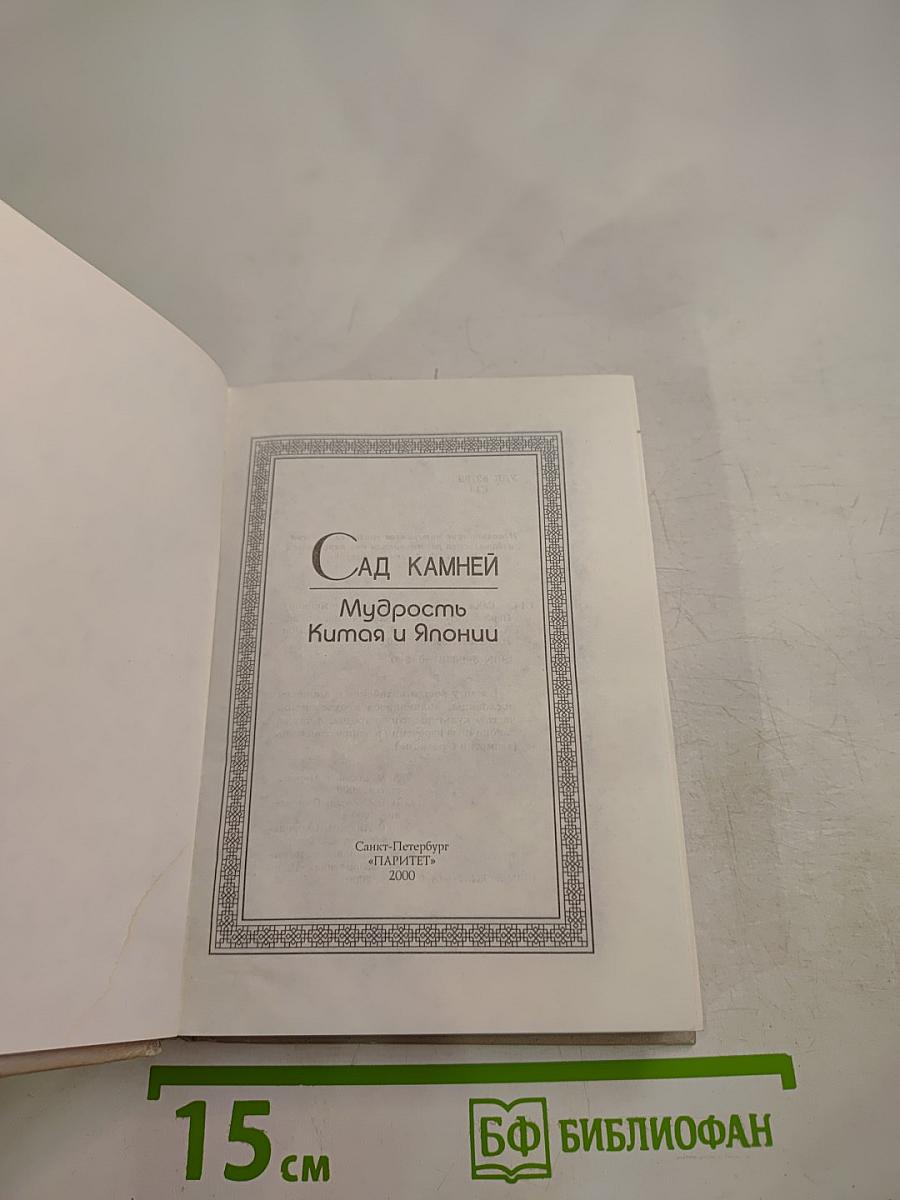 САД КАМНЕЙ
Мудрость
Китая и Японии
Санкт-Петербург
«ПАРИТЕТ»
2000
15 см
БФ БИБЛИОФАН